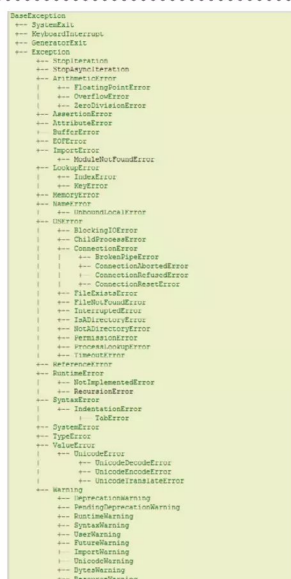 BaseException
+-- SystemExit
+-- KeyboardInterrupt
+-- GeneratorExit
+-- Exception
+-- StopIteration
+-- StopAsyncIteration
+-- ArithmeticError
| +-- FloatingPointError
| +-- OverflowError
| +-- ZeroDivisionError
+-- AssertionError
+-- AttributeError
+-- BufferError
+-- EOFError
+-- ImportError
| +-- ModuleNotFoundError
+-- LookupError
| +-- IndexError
| +-- KeyError
+-- MemoryError
+-- NameError
| +-- UnboundLocalError
+-- OSError
| +-- BlockingIOError
| +-- ChildProcessError
| +-- ConnectionError
| | +-- BrokenPipeError
| | +-- ConnectionAbortedError
| | +-- ConnectionRefusedError
| | +-- ConnectionResetError
| +-- FileExistsError
| +-- FileNotFoundError
| +-- InterruptedError
| +-- IsADirectoryError
| +-- NotADirectoryError
| +-- PermissionError
| +-- ProcessLookupError
| +-- TimeoutError
+-- ReferenceError
+-- RuntimeError
| +-- NotImplementedError
| +-- RecursionError
+-- SyntaxError
| +-- IndentationError
| +-- TabError
+-- SystemError
+-- TypeError
+-- ValueError
| +-- UnicodeError
| +-- UnicodeDecodeError
| +-- UnicodeEncodeError
| +-- UnicodeTranslateError
+-- Warning
+-- DeprecationWarning
+-- PendingDeprecationWarning
+-- RuntimeWarning
+-- SyntaxWarning
+-- UserWarning
+-- FutureWarning
+-- ImportWarning
+-- UnicodeWarning
+-- BytesWarning